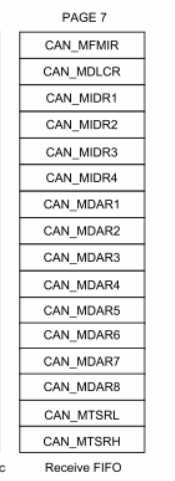 PAGE 7
CAN_MFMIR
CAN_MDLCR
CAN_MIDR1
CAN_MIDR2
CAN_MIDR3
CAN_MIDR4
CAN_MDAR1
CAN_MDAR2
CAN_MDAR3
CAN_MDAR4
CAN_MDAR5
CAN_MDAR6
CAN_MDAR7
CAN_MDAR8
CAN_MTSRL
CAN_MTSRH
c Receive FIFO